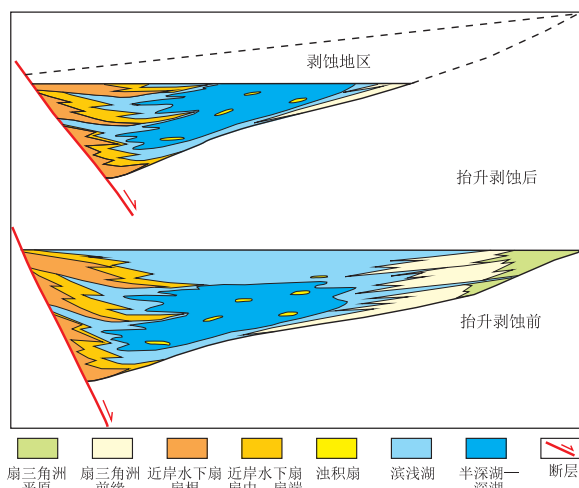 剥蚀地区
抬升剥蚀后
抬升剥蚀前
扇三角洲
平原
扇三角洲
前缘
近岸水下扇
扇根
近岸水下扇
扇中、扇端
浊积扇
滨浅湖
半深湖—
深湖
断层